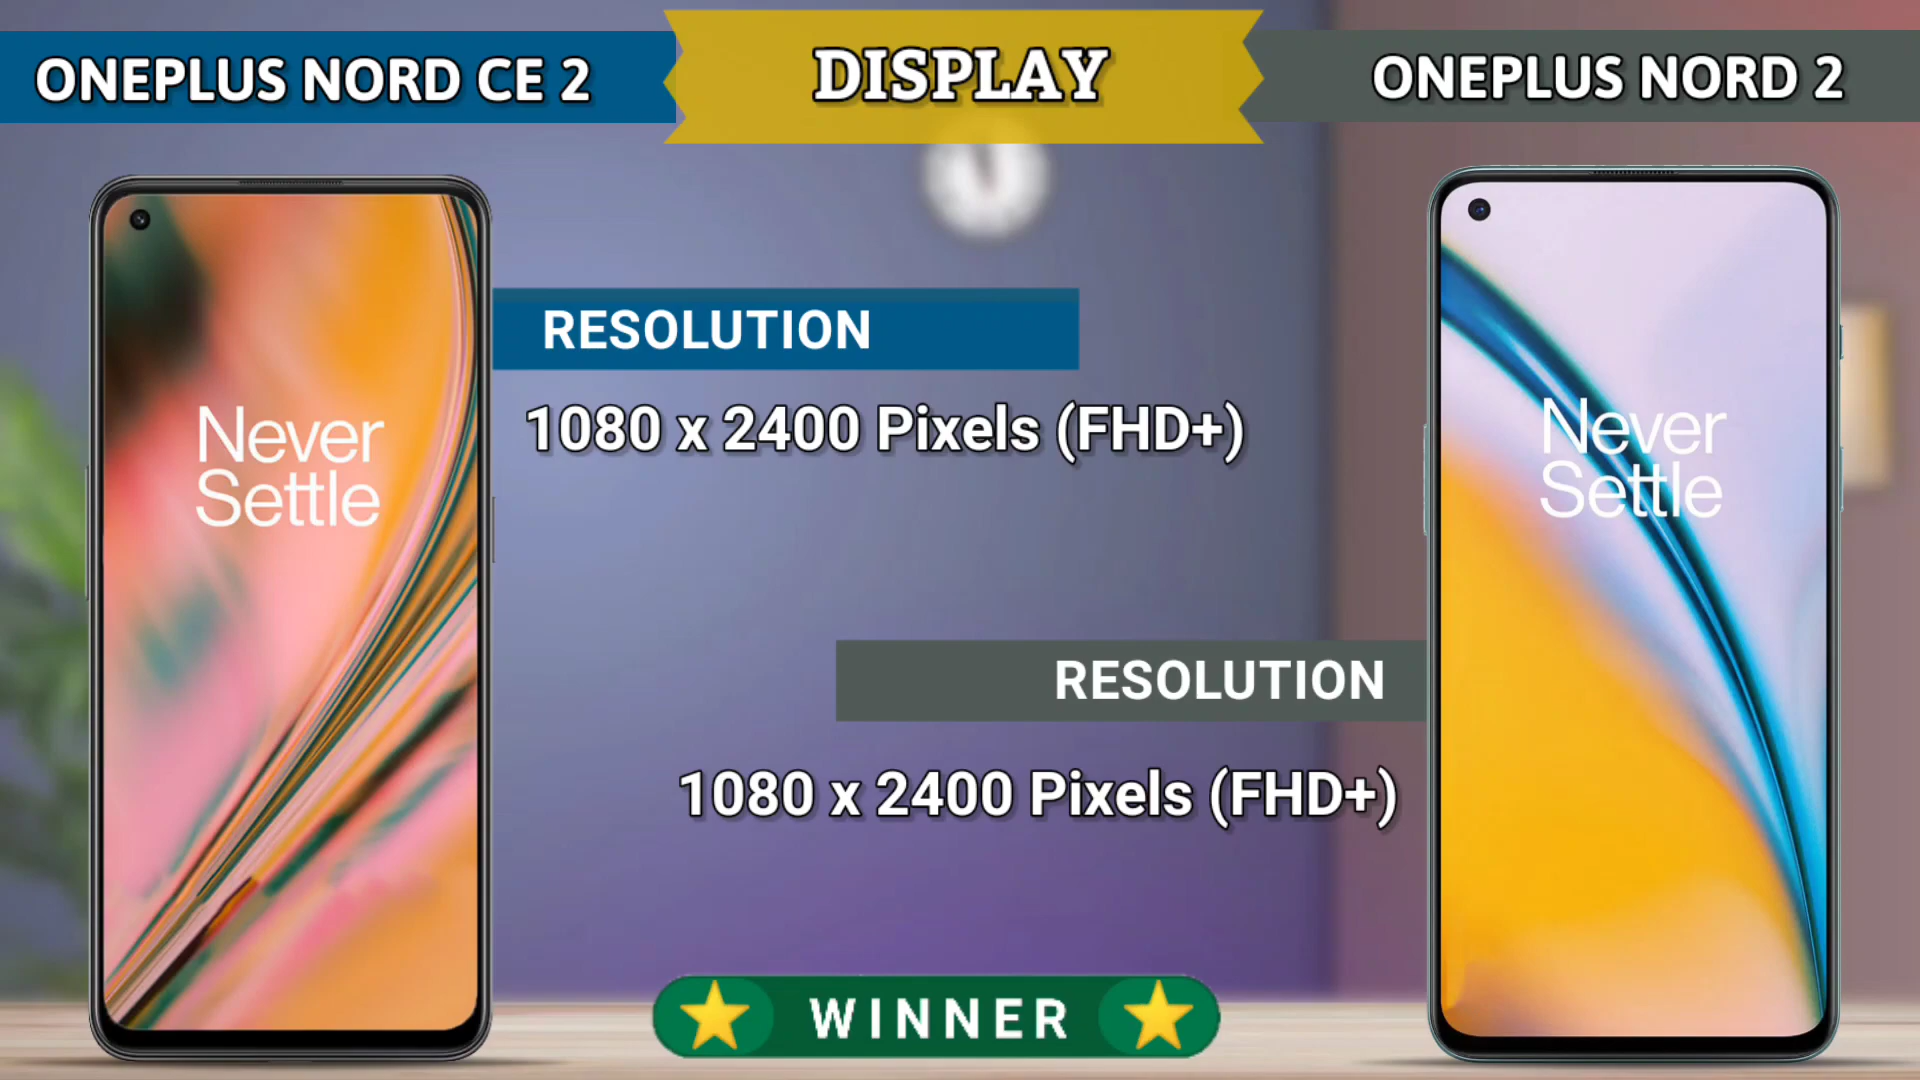 ONEPLUS NORD CE 2
DISPLAY
ONEPLUS NORD 2
RESOLUTION
1080 x 2400 Pixels (FHD+)
Never
Settle
Never
Settle
RESOLUTION
1080 x 2400 Pixels (FHD+)
WINNER